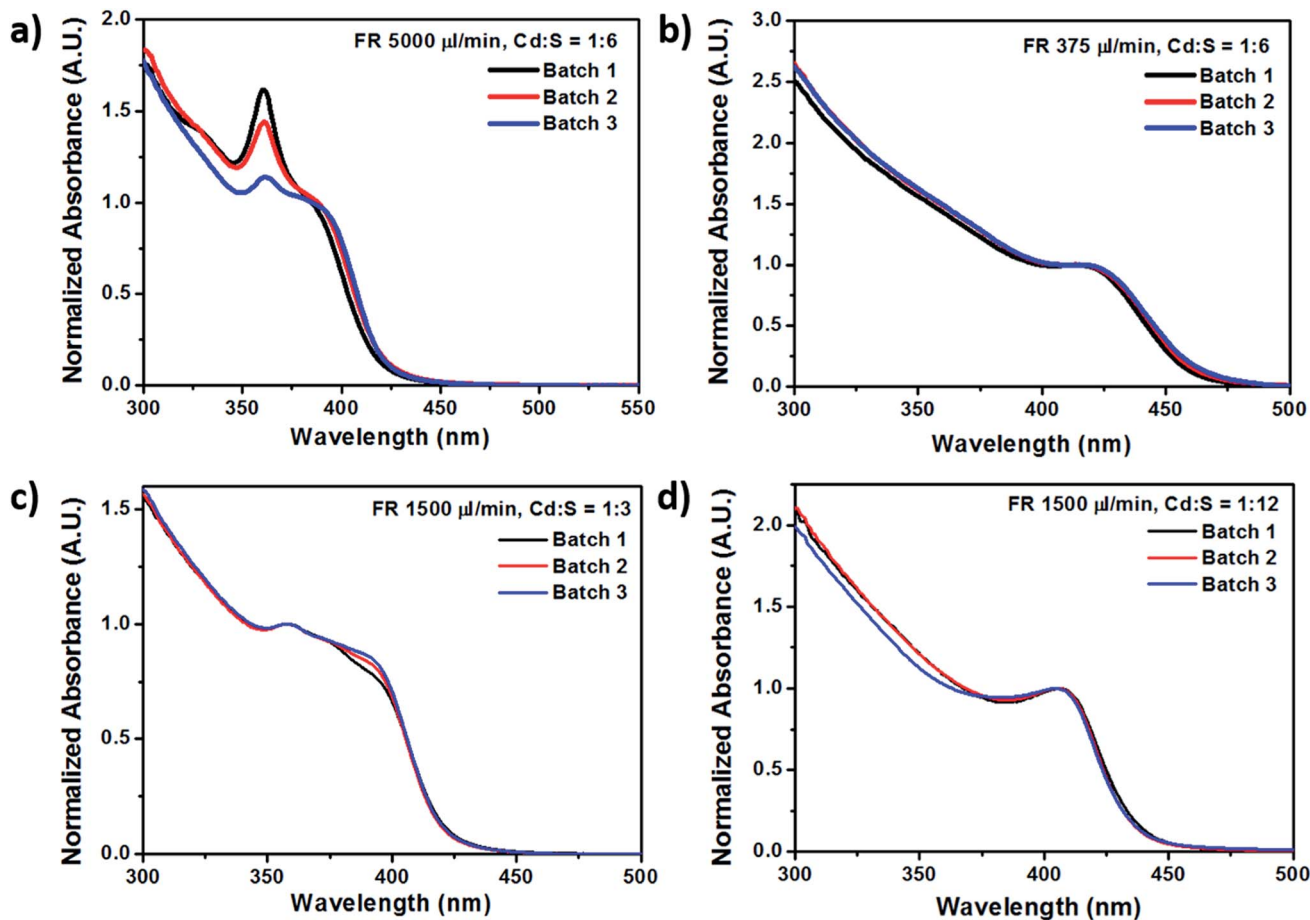 a)
FR 5000 μl/min, Cd:S = 1:6
Batch 1
Batch 2
Batch 3
Normalized Absorbance (A.U.)
2.0
1.5
1.0
0.5
0.0
300 350 400 450 500 550
Wavelength (nm)
b)
FR 375 μl/min, Cd:S = 1:6
Batch 1
Batch 2
Batch 3
Normalized Absorbance (A.U.)
3.0
2.5
2.0
1.5
1.0
0.5
0.0
300 350 400 450 500
Wavelength (nm)
c)
FR 1500 μl/min, Cd:S = 1:3
Batch 1
Batch 2
Batch 3
Normalized Absorbance (A.U.)
1.5
1.0
0.5
0.0
300 350 400 450 500
Wavelength (nm)
d)
FR 1500 μl/min, Cd:S = 1:12
Batch 1
Batch 2
Batch 3
Normalized Absorbance (A.U.)
2.0
1.5
1.0
0.5
0.0
300 350 400 450 500
Wavelength (nm)